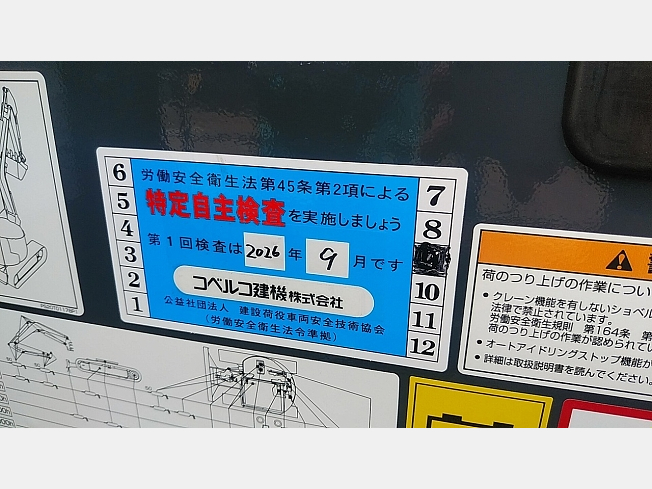 6
5
4
3
2
1
労働安全衛生法第45条第2項による
特定自主検査を実施しましょう
第1回検査は 2026 年 9 月です
コベルコ建機株式会社
公益社団法人 建設荷役車両安全技術協会
(労働安全衛生法令準拠)
7
8
10
11
12
荷のつり上げの作業につい
•クレーン機能を有しないショベル
法律で禁止されています。
労働安全衛生規則 第164条 第
荷のつり上げ作業が認められてい
•オートアイドリングストップ機能が
•詳細は取扱説明書を読んでください。